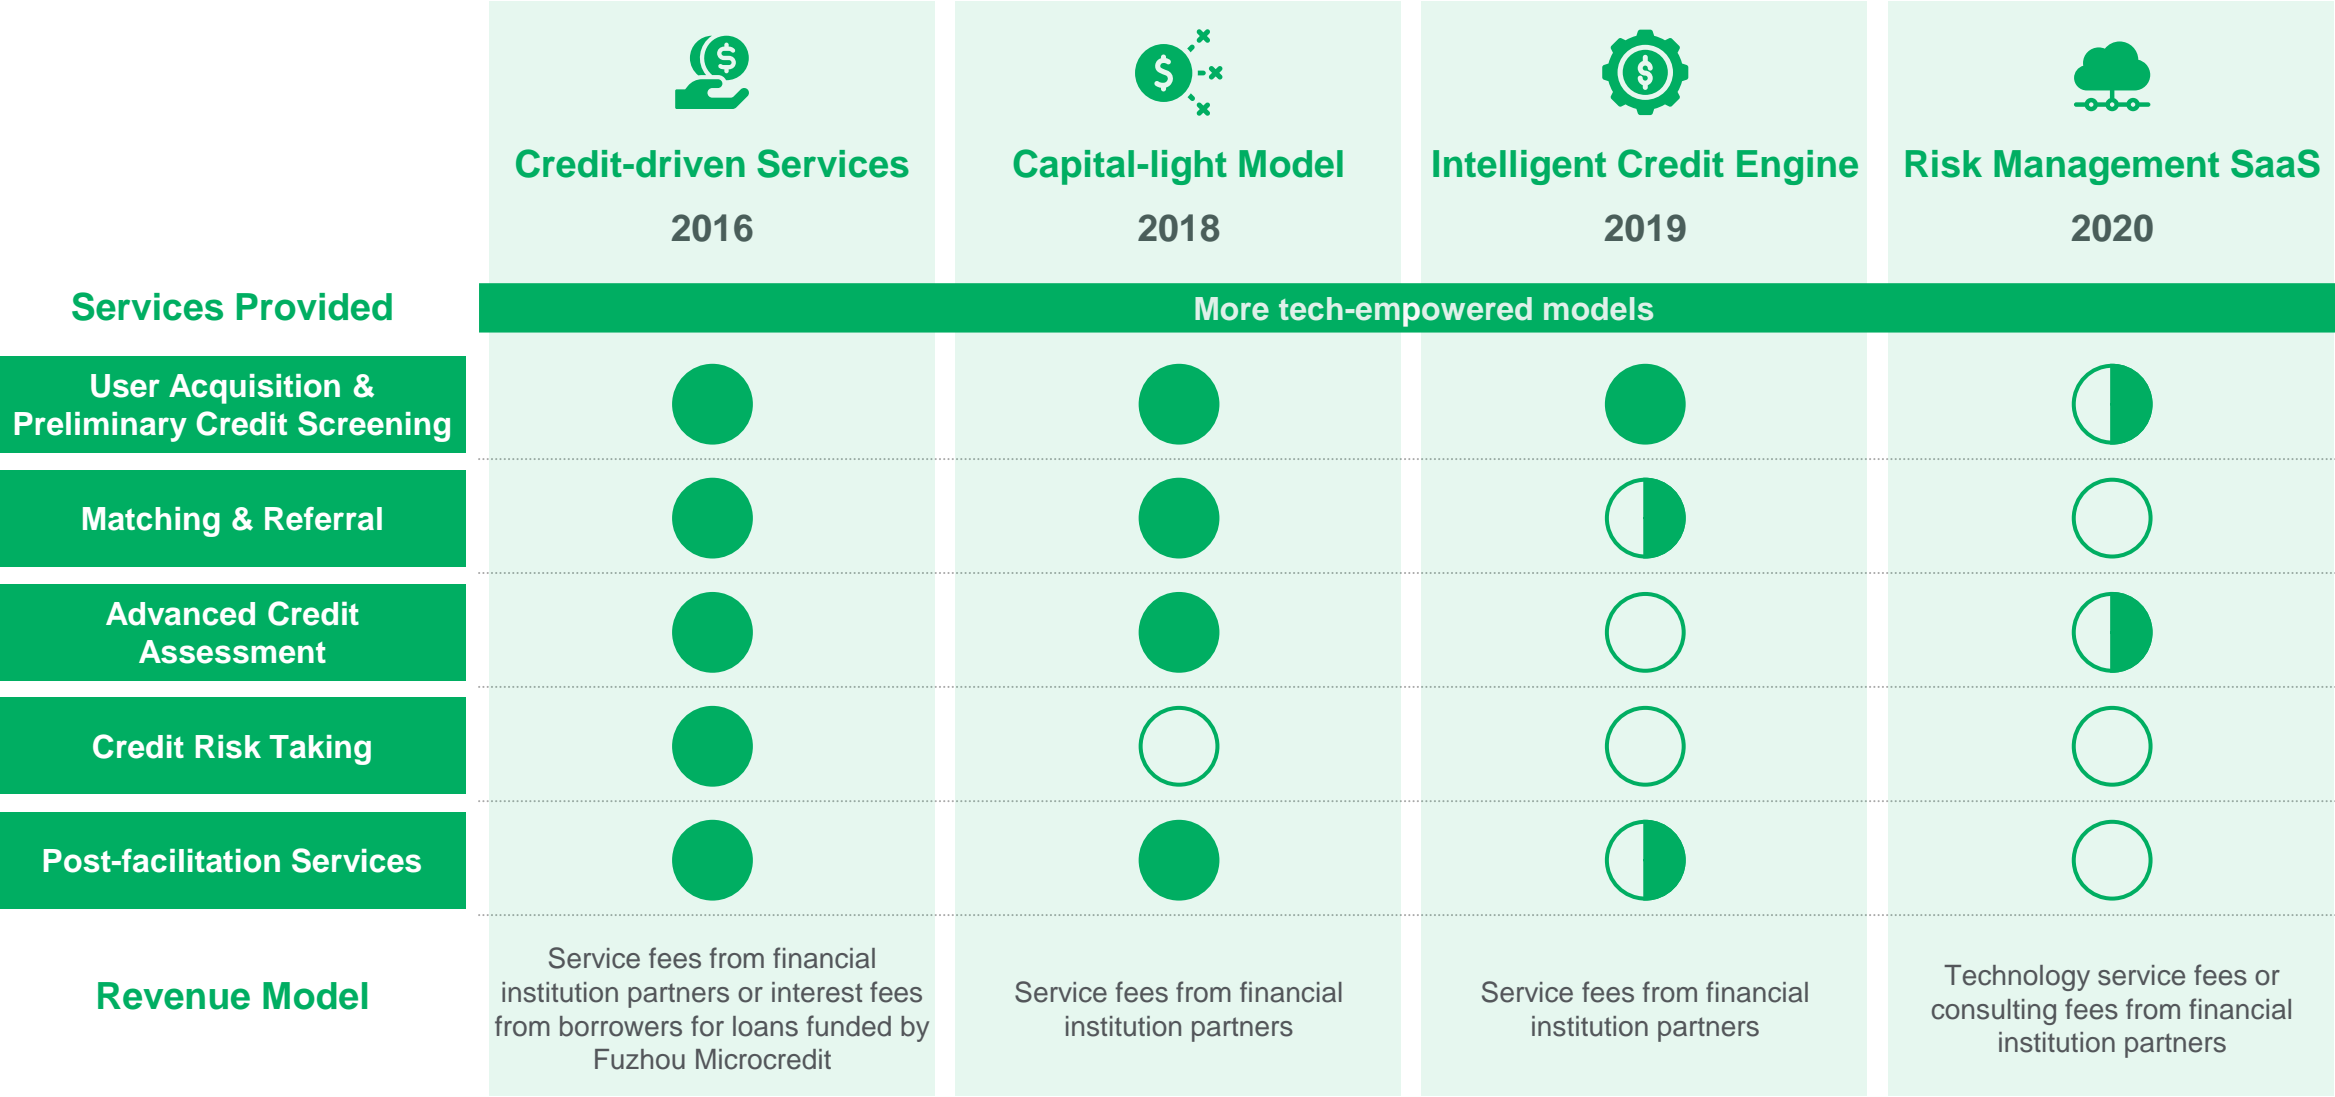 Credit-driven Services
2016
Capital-light Model
2018
Intelligent Credit Engine
2019
Risk Management SaaS
2020
Services Provided
More tech-empowered models
User Acquisition &
Preliminary Credit Screening
Matching & Referral
Advanced Credit
Assessment
Credit Risk Taking
Post-facilitation Services
Revenue Model
Service fees from financial
institution partners or interest fees
from borrowers for loans funded by
Fuzhou Microcredit
Service fees from financial
institution partners
Service fees from financial
institution partners
Technology service fees or
consulting fees from financial
institution partners